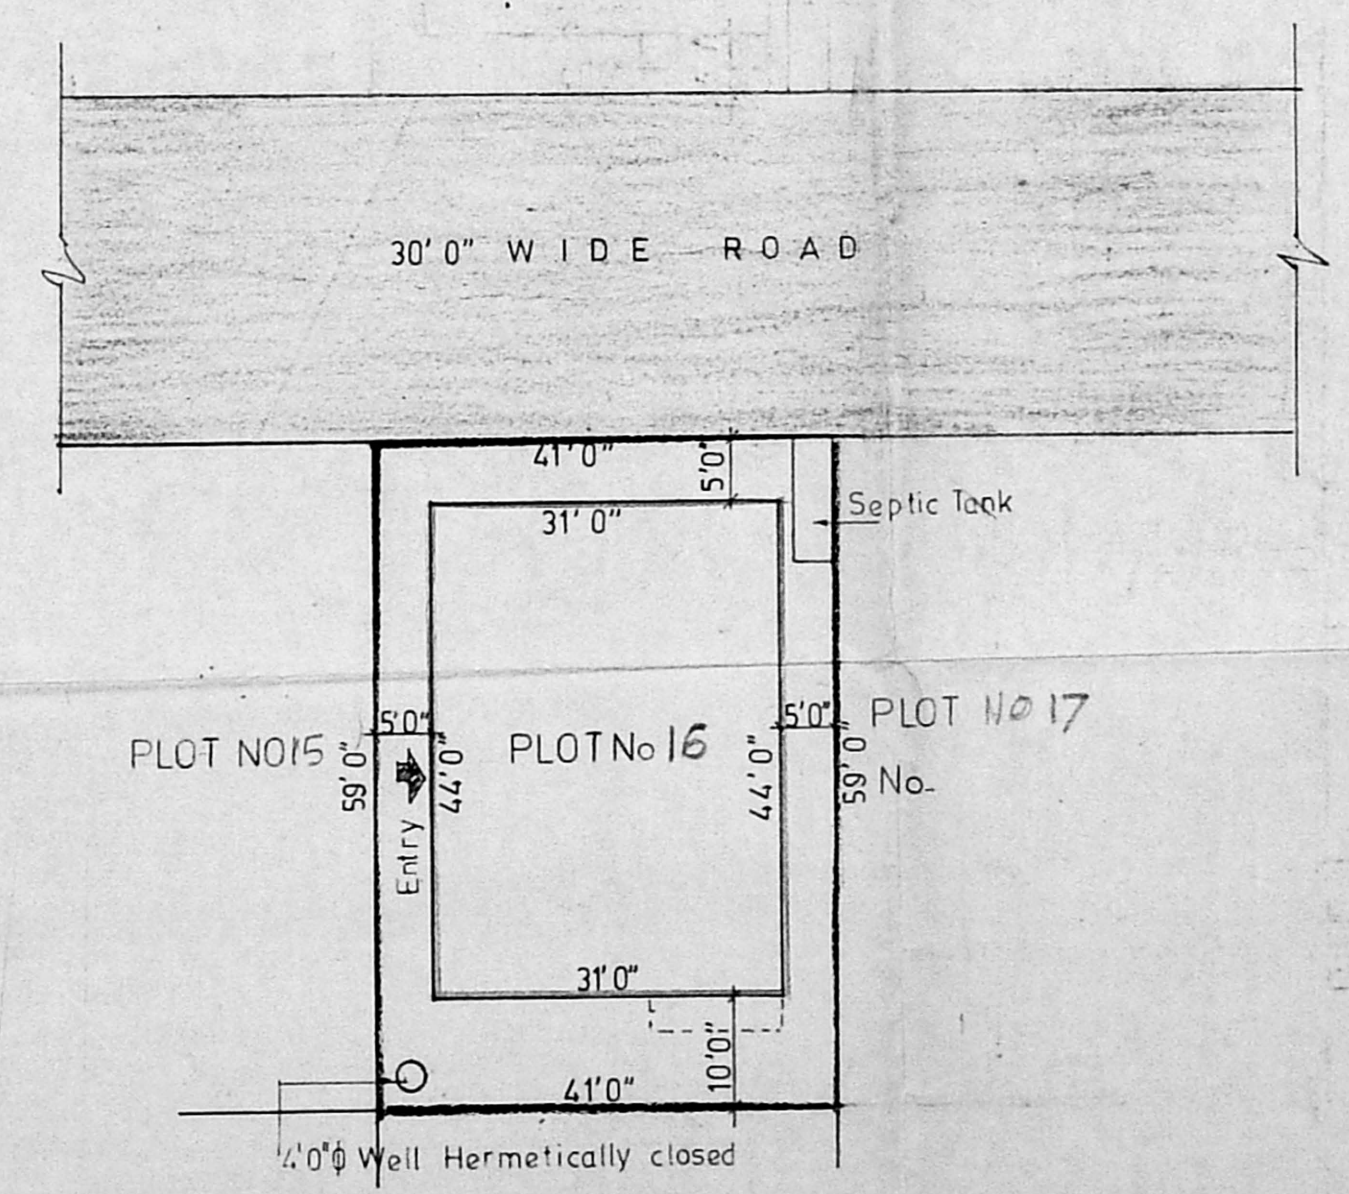 30' 0" WIDE ROAD
41'0"
5'0"
31' 0"
Septic Tank
5'0"
5'0"
PLOT NO 17
PLOT NO15
59' 0"
44' 0"
PLOT No 16
44' 0"
59' 0"
No-
Entry
31' 0"
10'0"
41'0"
4'0"ϕ Well Hermetically closed